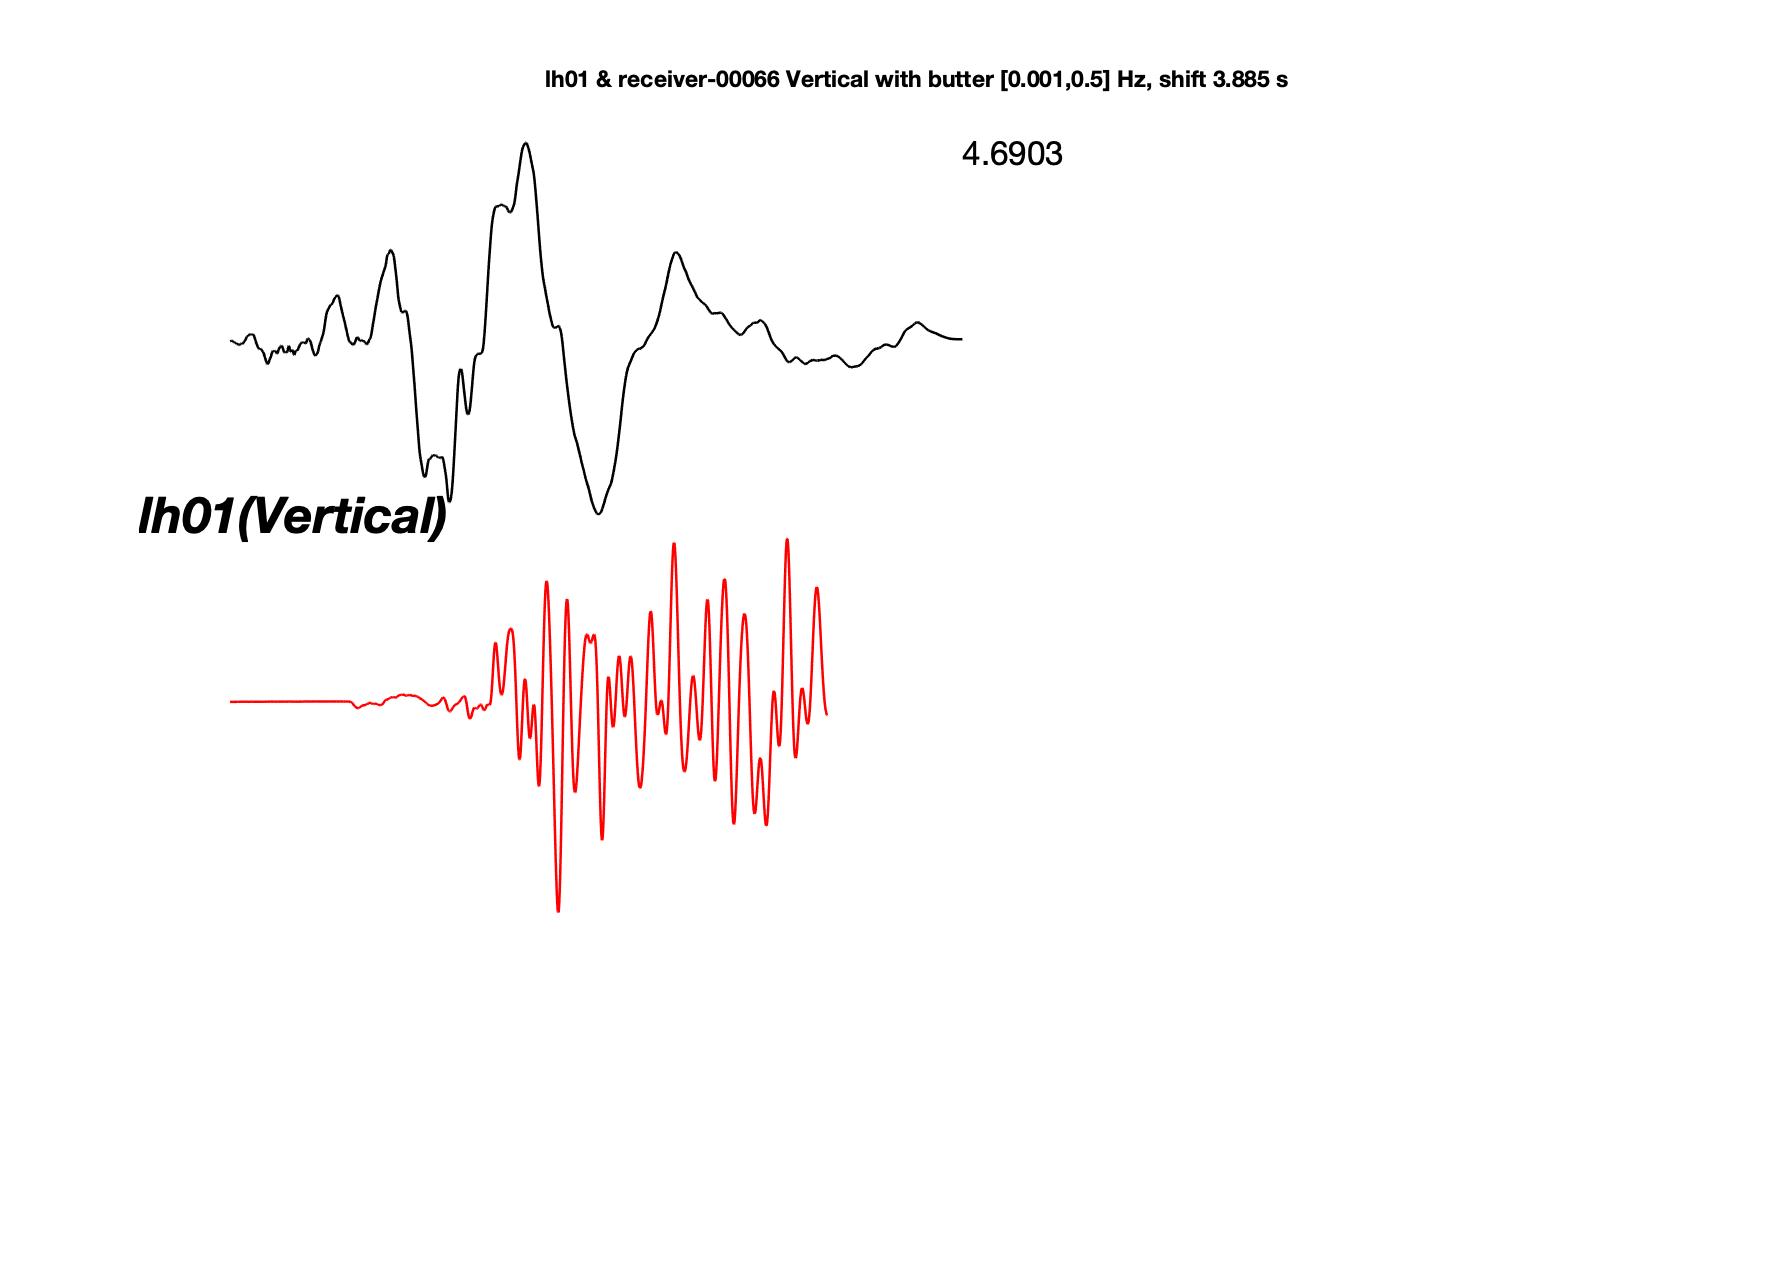 lh01 & receiver-00066 Vertical with butter [0.001,0.5] Hz, shift 3.885 s
4.6903
lh01(Vertical)